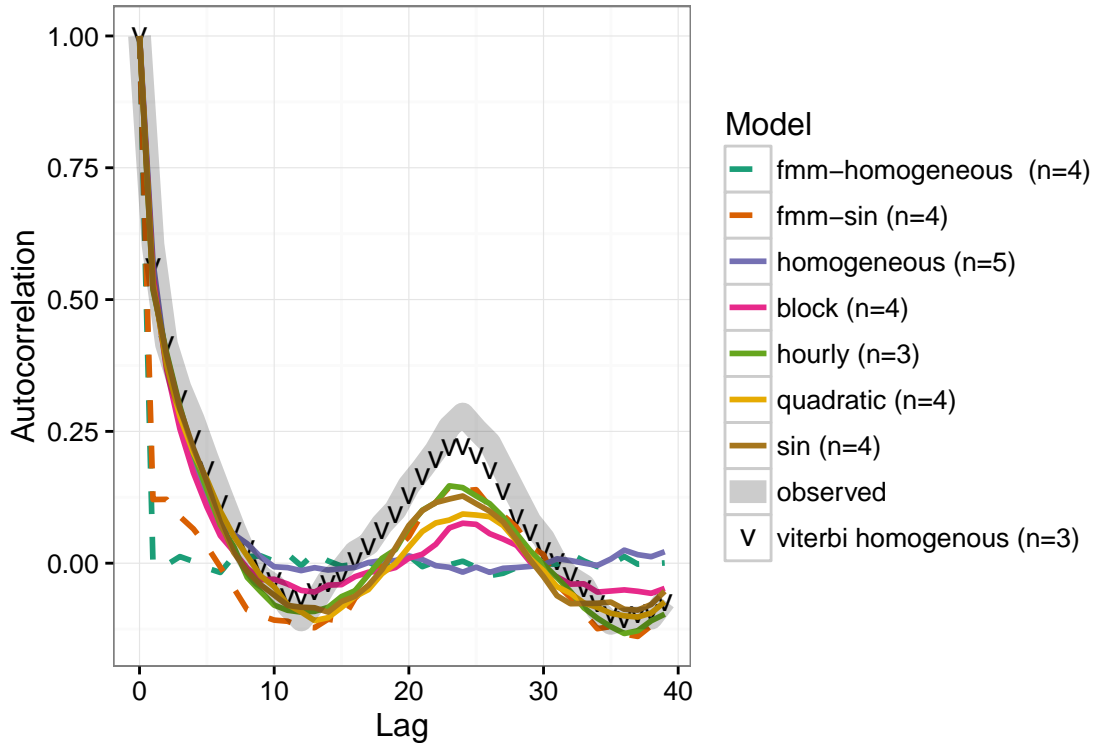 1.00
0.75
0.50
0.25
0.00
Autocorrelation
0 10 20 30 40
Lag
Model
fmm−homogeneous (n=4)
fmm−sin (n=4)
homogeneous (n=5)
block (n=4)
hourly (n=3)
quadratic (n=4)
sin (n=4)
observed
v viterbi homogenous (n=3)